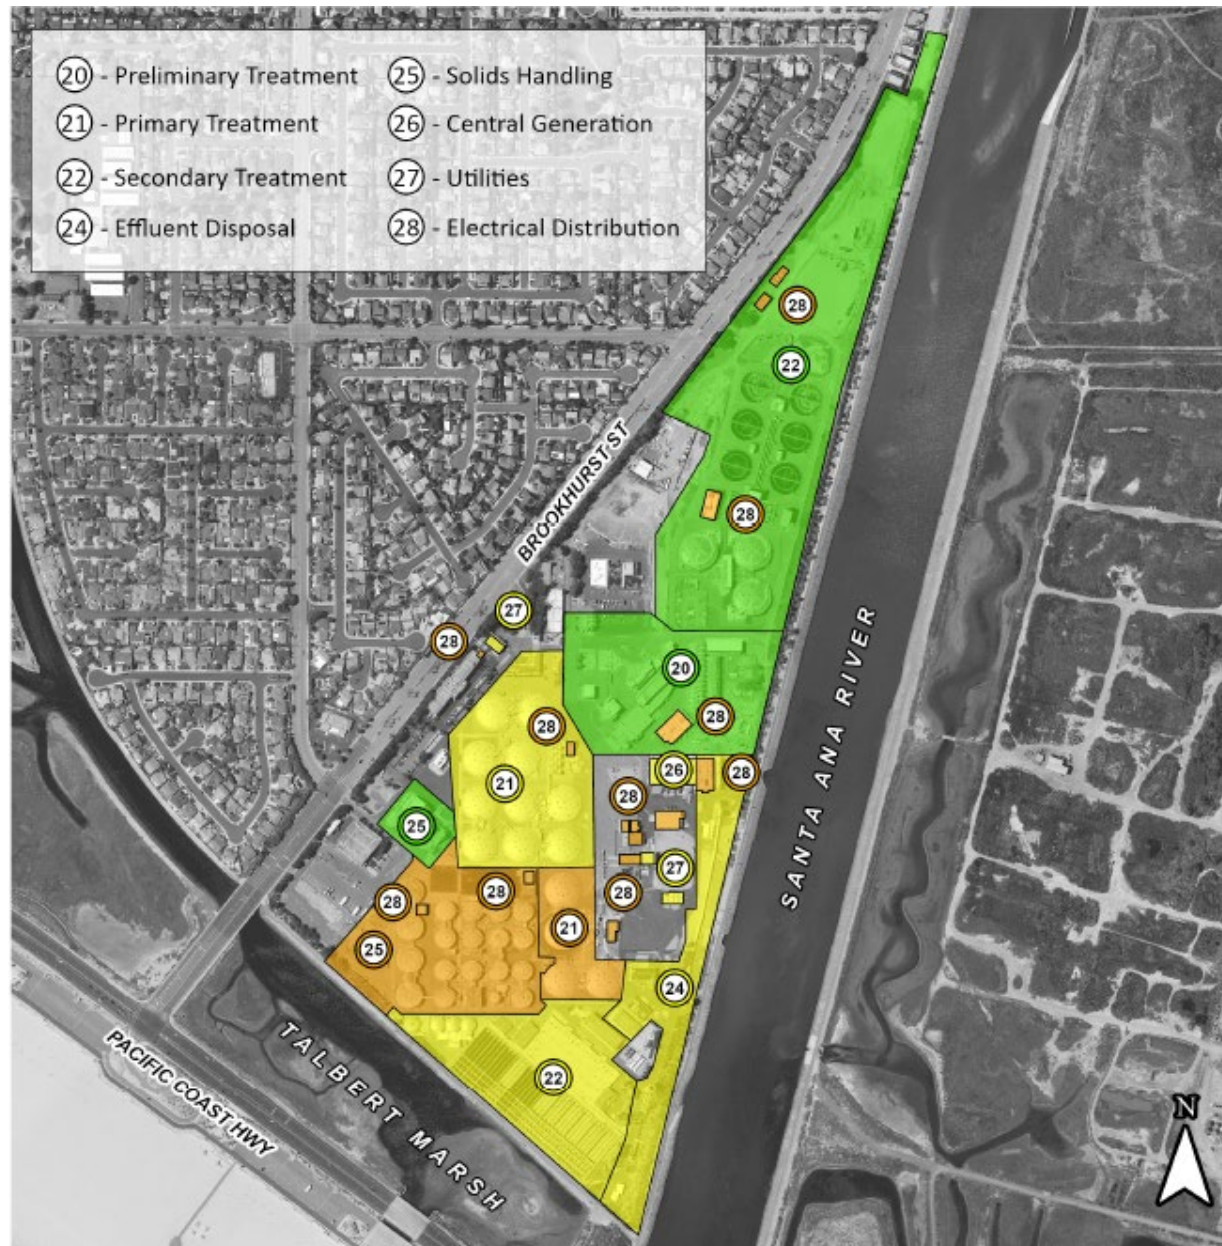 20 - Preliminary Treatment
21 - Primary Treatment
22 - Secondary Treatment
24 - Effluent Disposal
25 - Solids Handling
26 - Central Generation
27 - Utilities
28 - Electrical Distribution
28
22
28
BROOKHURST ST
27
28
20
28
28
21
26
28
28
25
27
28
28
28
21
25
24
22
SANTA ANA RIVER
TALBERT MARSH
PACIFIC COAST HWY
N